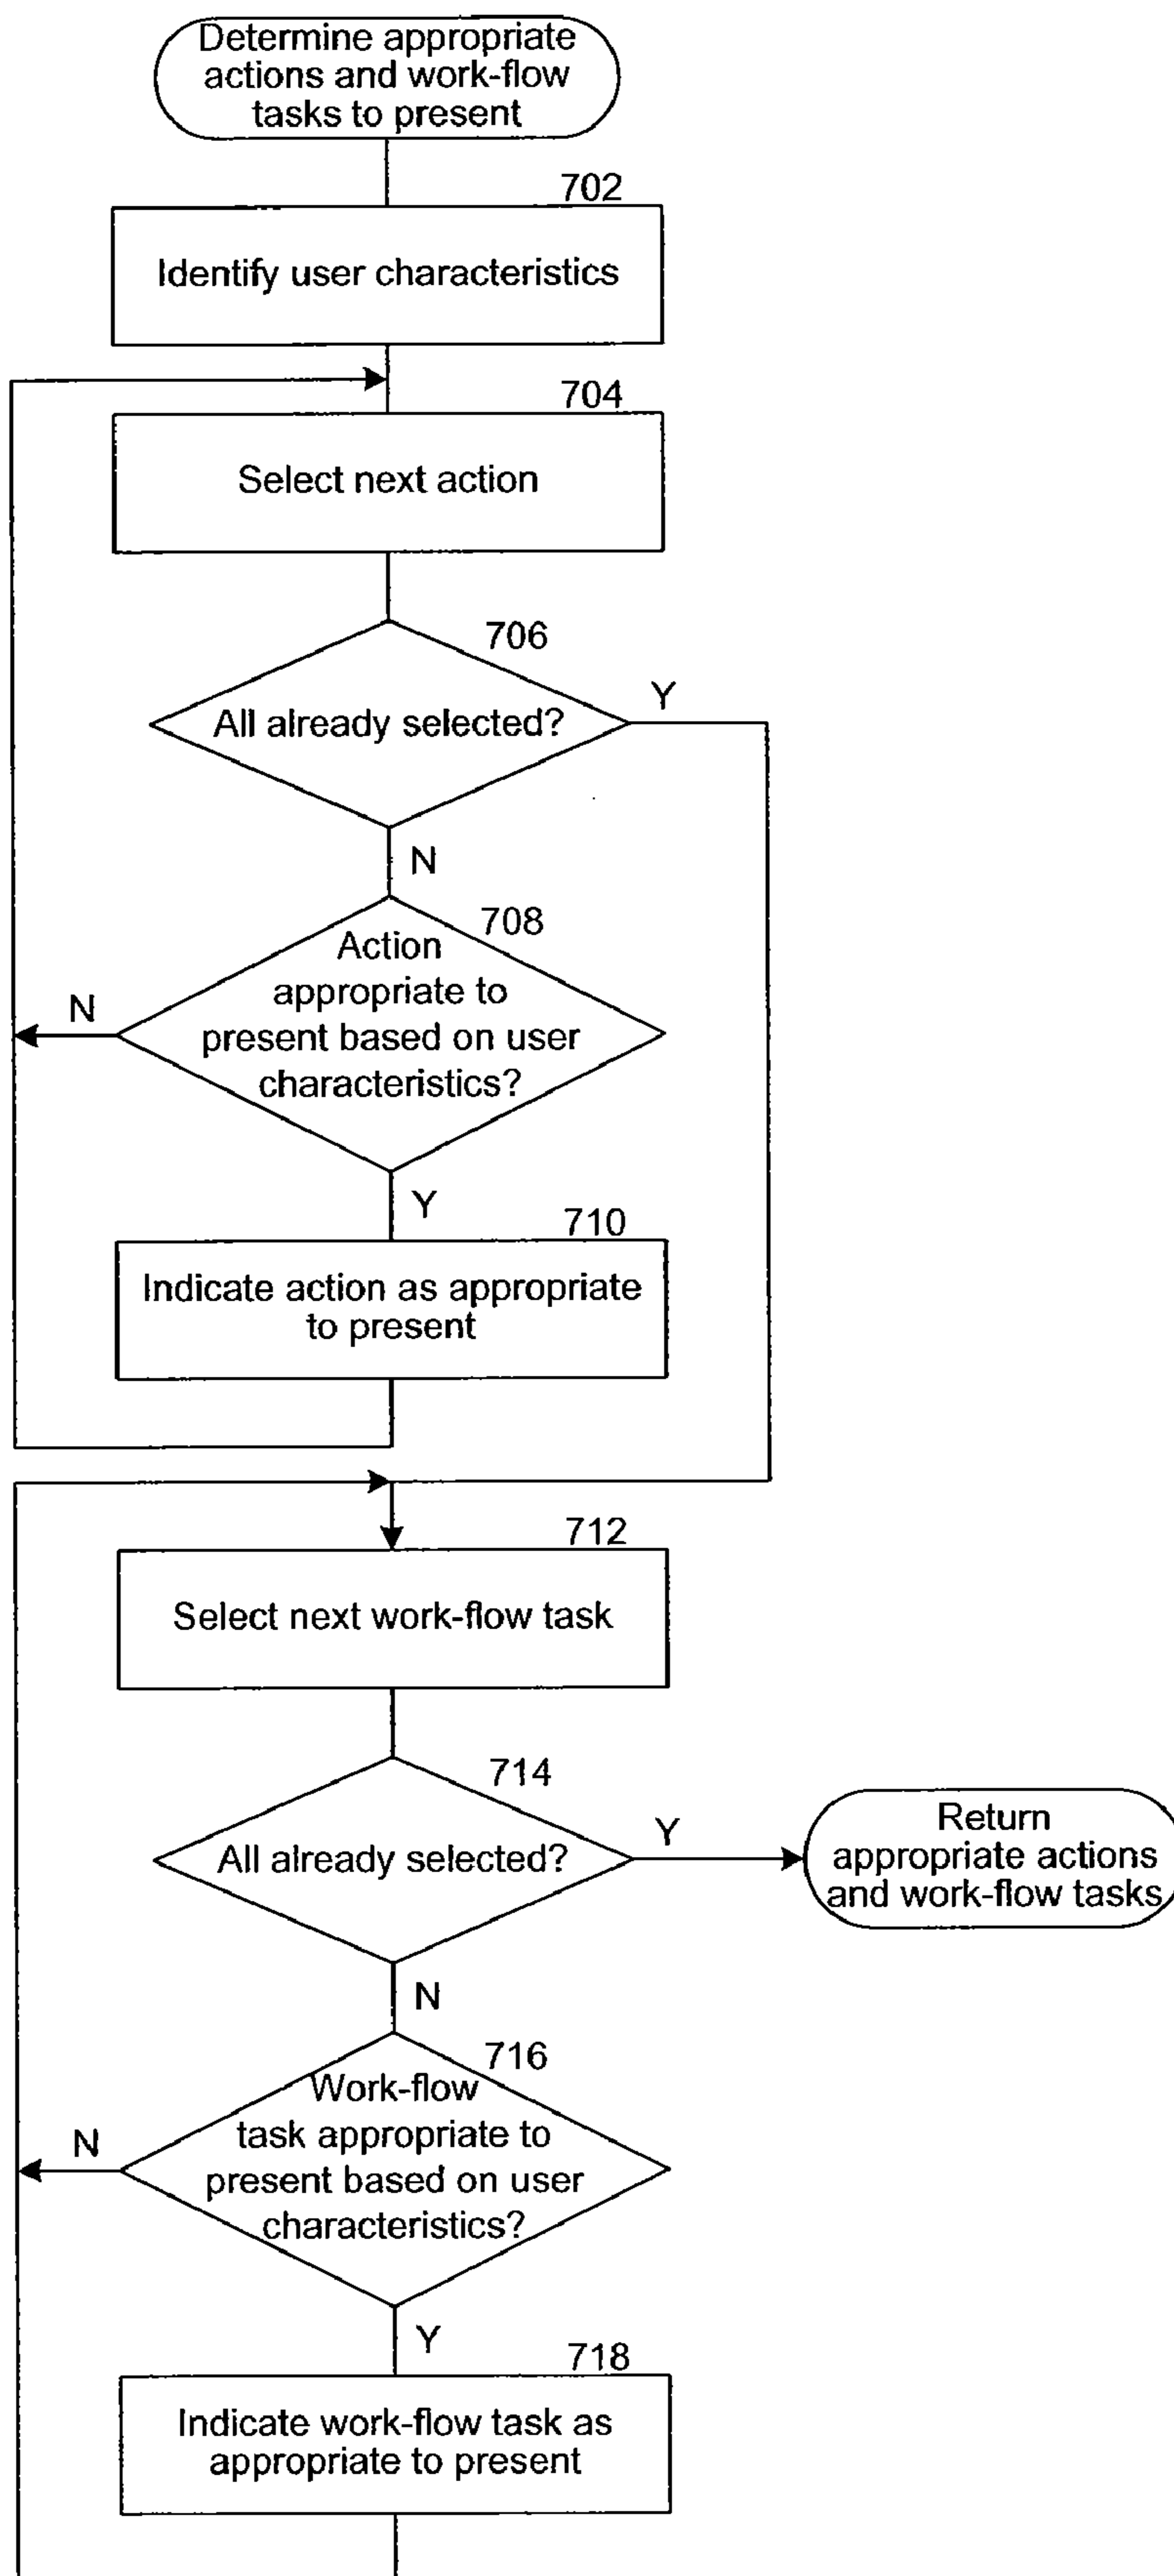 Determine appropriate
actions and work-flow
tasks to present
702
Identify user characteristics
704
Select next action
706
All already selected?
Y
N
708
Action
appropriate to
present based on user
characteristics?
N
Y
710
Indicate action as appropriate
to present
712
Select next work-flow task
714
All already selected?
Y
Return
appropriate actions
and work-flow tasks
N
716
Work-flow
task appropriate to
present based on user
characteristics?
N
Y
718
Indicate work-flow task as
appropriate to present